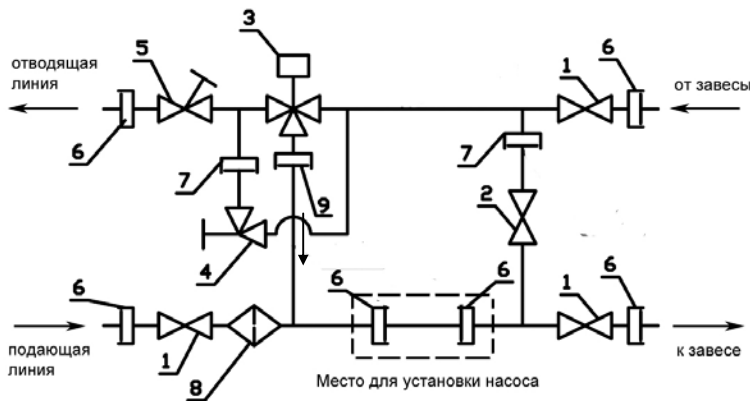 3
5
1
6
отводящая
линия
от завесы
6
7
9
7
2
4
6
6
6
1
6
подающая
линия
1
8
к завесе
Место для установки насоса